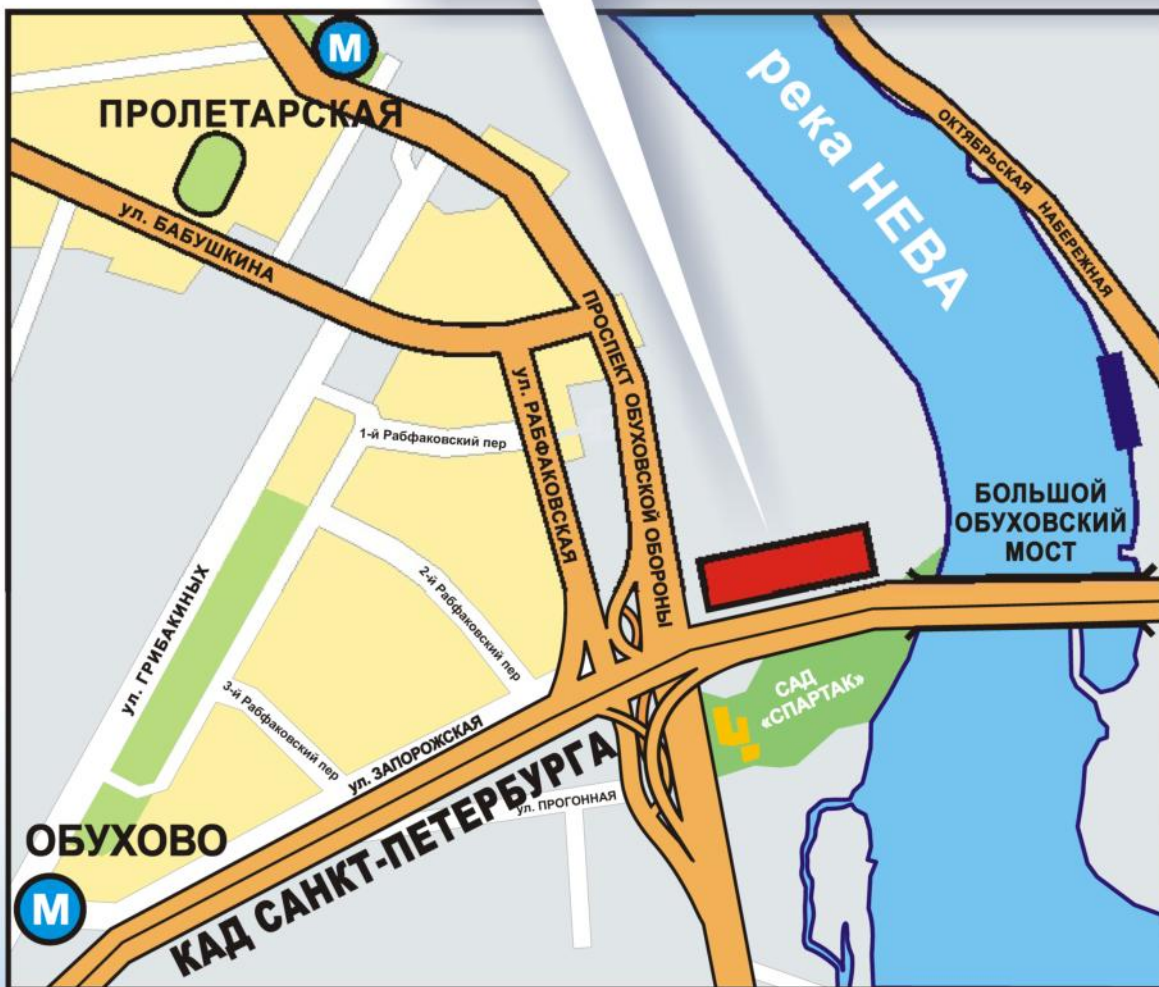 М
ПРОЛЕТАРСКАЯ
река НЕВА
ОКТЯБРЬСКАЯ НАБЕРЕЖНАЯ
ул. БАБУШКИНА
ПРОСПЕКТ ОБУХОВСКОЙ ОБОРОНЫ
ул. РАБФАКОВСКАЯ
1-й Рабфаковский пер
БОЛЬШОЙ
ОБУХОВСКИЙ
МОСТ
2-й Рабфаковский пер
ул. ГРИБАКИНЫХ
3-й Рабфаковский пер
САД
«СПАРТАК»
ул. ЗАПОРОЖСКАЯ
КАД САНКТ-ПЕТЕРБУРГА
ул. ПРОГОННАЯ
ОБУХОВО
М